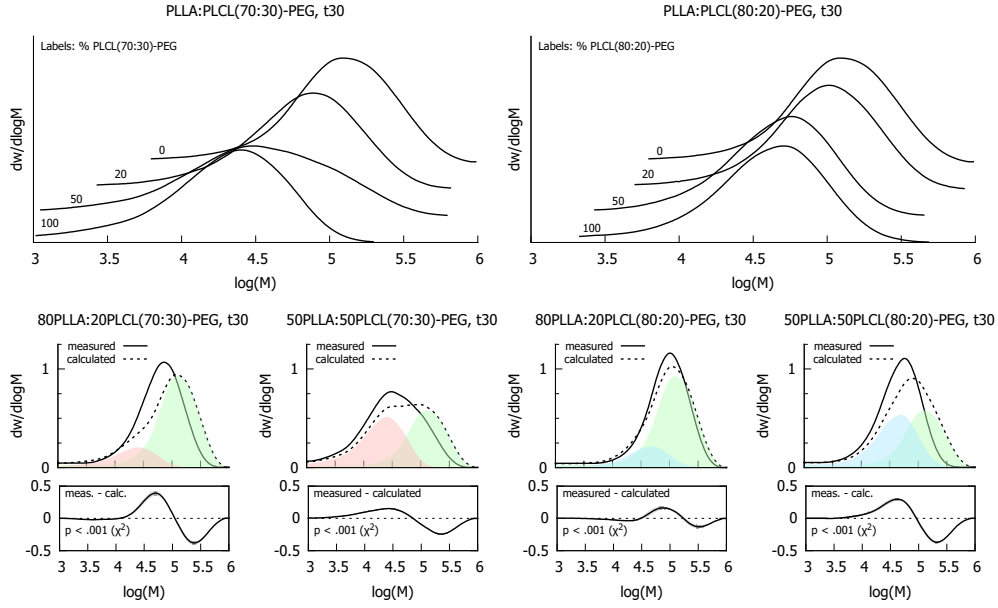 PLLA:PLCL(70:30)-PEG, t30
Labels: % PLCL(70:30)-PEG
dw/dlogM
0
20
50
100
3 3.5 4 4.5 5 5.5 6
log(M)
PLLA:PLCL(80:20)-PEG, t30
Labels: % PLCL(80:20)-PEG
dw/dlogM
0
20
50
100
3 3.5 4 4.5 5 5.5 6
log(M)
80PLLA:20PLCL(70:30)-PEG, t30
measured
calculated
dw/dlogM
1
0
0.5
0
-0.5
meas. - calc.
p < .001 (χ²)
3 3.5 4 4.5 5 5.5 6
log(M)
50PLLA:50PLCL(70:30)-PEG, t30
measured
calculated
dw/dlogM
1
0
0.5
0
-0.5
measured - calculated
p < .001 (χ²)
3 3.5 4 4.5 5 5.5 6
log(M)
80PLLA:20PLCL(80:20)-PEG, t30
measured
calculated
dw/dlogM
1
0
0.5
0
-0.5
measured - calculated
p < .001 (χ²)
3 3.5 4 4.5 5 5.5 6
log(M)
50PLLA:50PLCL(80:20)-PEG, t30
measured
calculated
dw/dlogM
1
0
0.5
0
-0.5
meas. - calc.
p < .001 (χ²)
3 3.5 4 4.5 5 5.5 6
log(M)